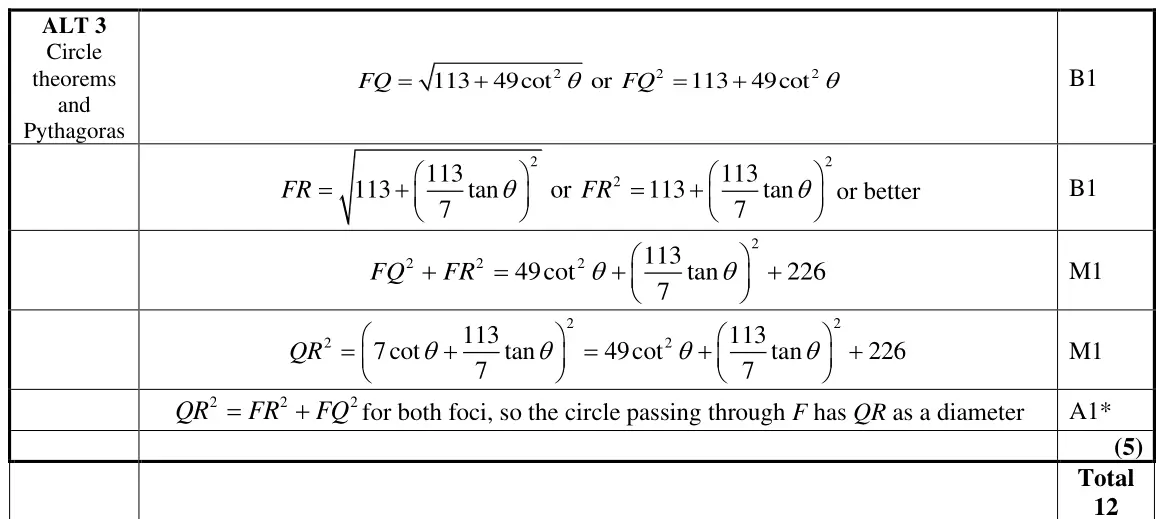 ALT 3
Circle
theorems
and
Pythagoras
FQ = √(113 + 49cot² θ) or FQ² = 113 + 49cot² θ
B1
FR = √(113 + (113/7 tan θ)²) or FR² = 113 + (113/7 tan θ)² or better
B1
FQ² + FR² = 49cot² θ + (113/7 tan θ)² + 226
M1
QR² = (7cot θ + 113/7 tan θ)² = 49cot² θ + (113/7 tan θ)² + 226
M1
QR² = FR² + FQ² for both foci, so the circle passing through F has QR as a diameter
A1*
(5)
Total
12